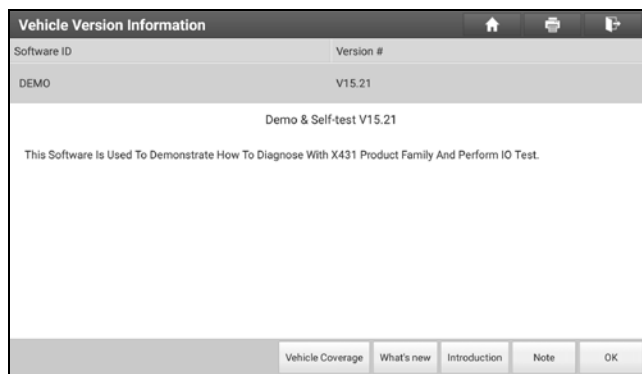 Vehicle Version Information
Software ID Version #
DEMO V15.21
Demo & Self-test V15.21
This Software Is Used To Demonstrate How To Diagnose With X431 Product Family And Perform IO Test.
Vehicle Coverage What's new Introduction Note OK